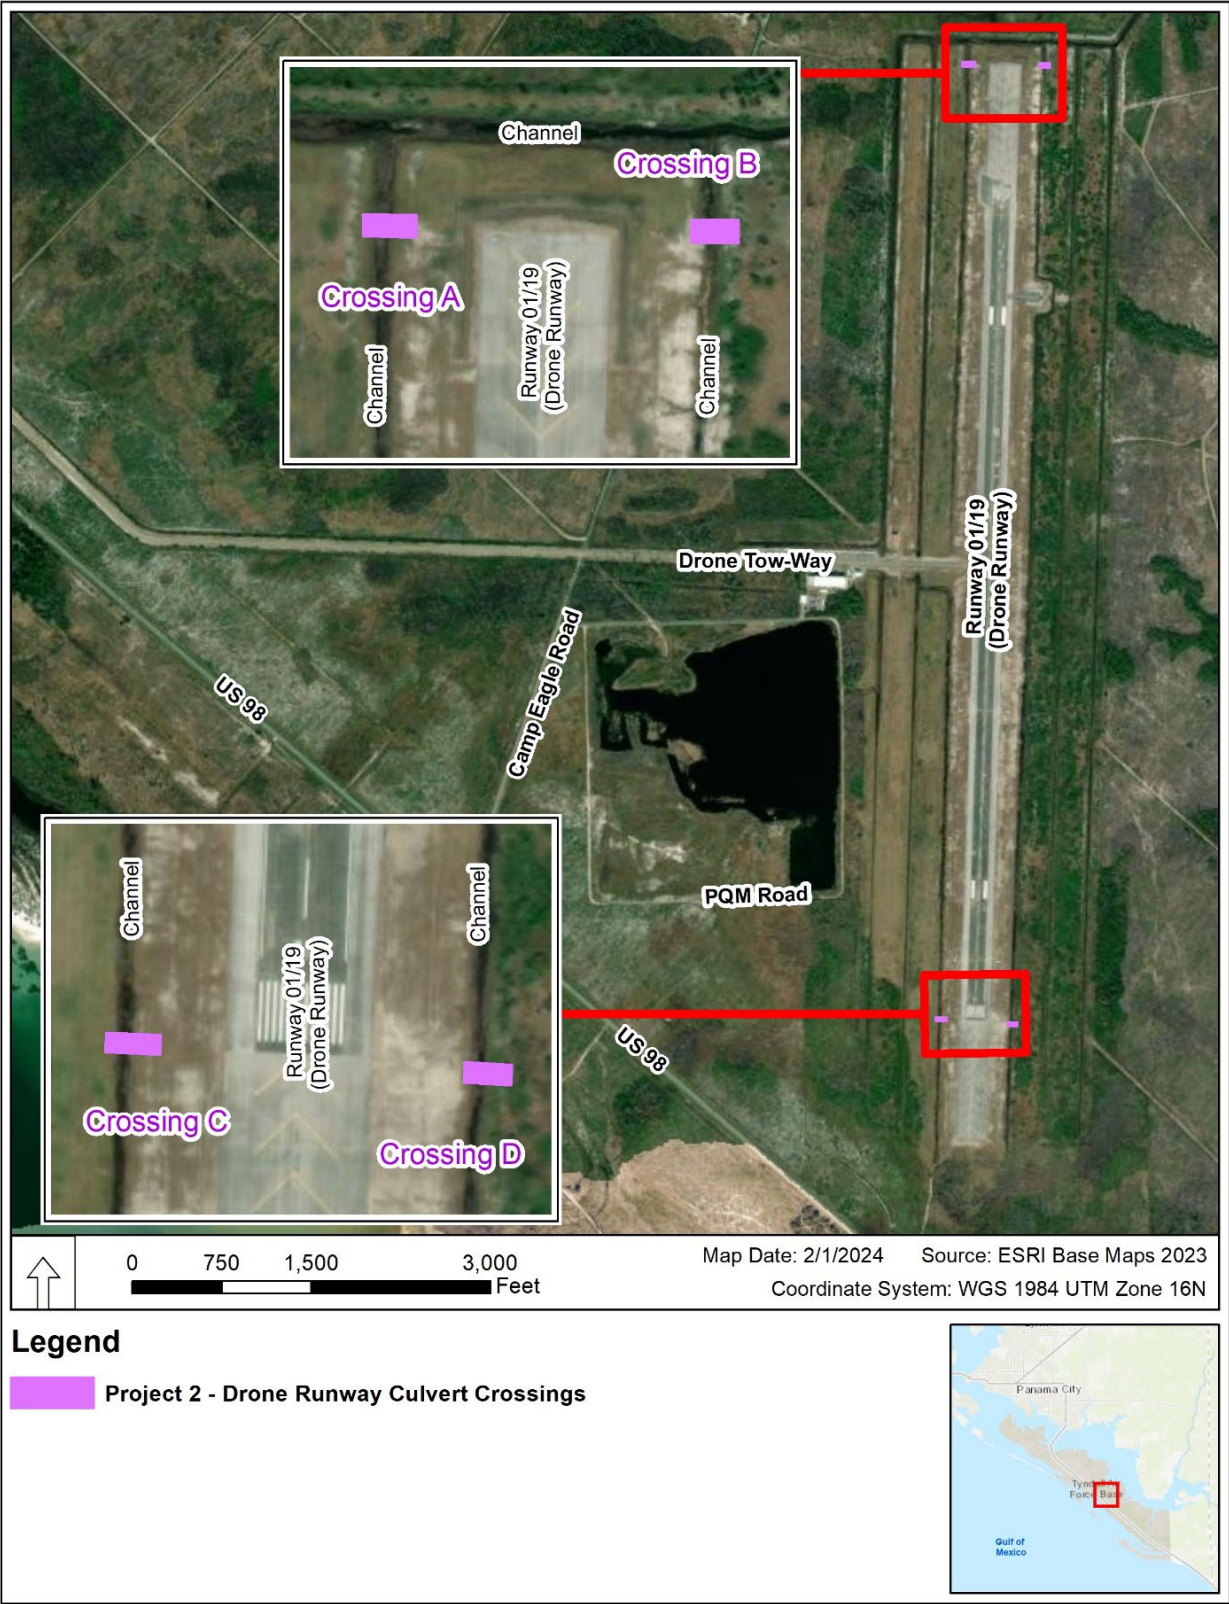 Channel
Crossing B
Crossing A
Runway 01/19
(Drone Runway)
Channel
Channel
Runway 01/19
(Drone Runway)
Drone Tow-Way
Camp Eagle Road
US 98
PQM Road
Channel
Channel
Runway 01/19
(Drone Runway)
Crossing C
Crossing D
US 98
0 750 1,500 3,000
Feet
Map Date: 2/1/2024 Source: ESRI Base Maps 2023
Coordinate System: WGS 1984 UTM Zone 16N
Legend
Project 2 - Drone Runway Culvert Crossings
Panama City
Force Base
Gulf of
Mexico